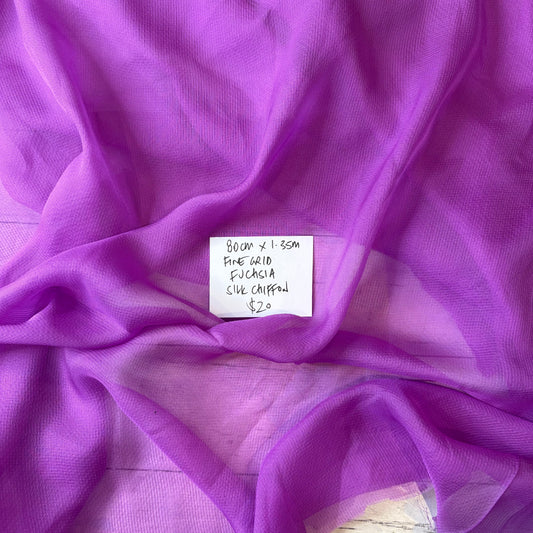 80cm x 1.35m
FINE GRID
FUCHSIA
SILK CHIFFON
$20